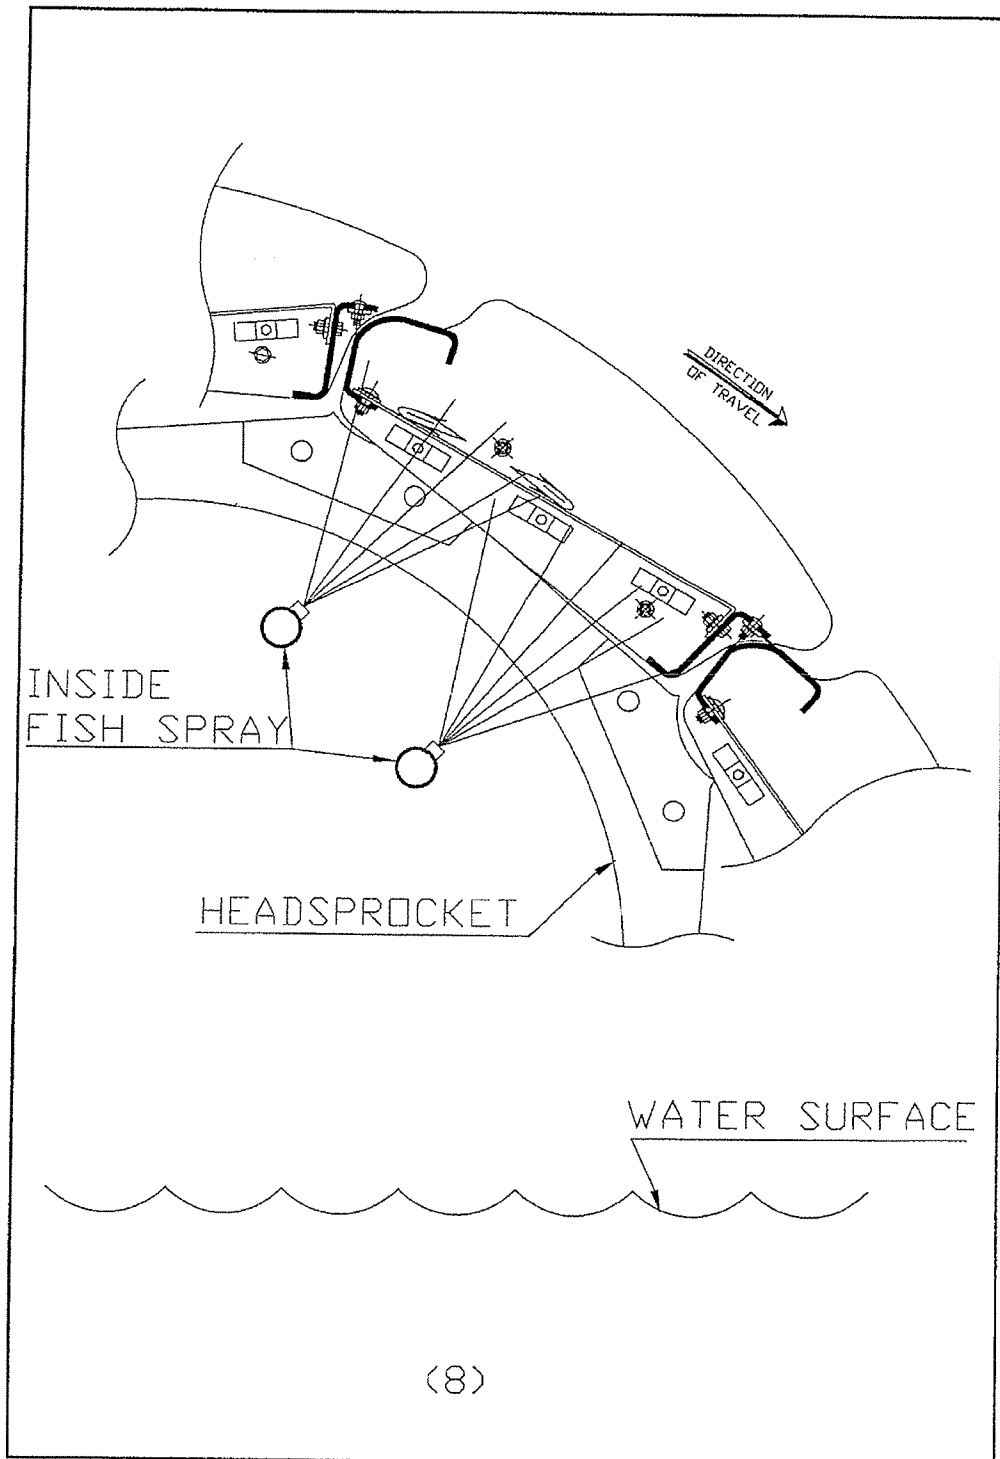 DIRECTION
OF TRAVEL
INSIDE
FISH SPRAY
HEADSPROCKET
WATER SURFACE
(8)